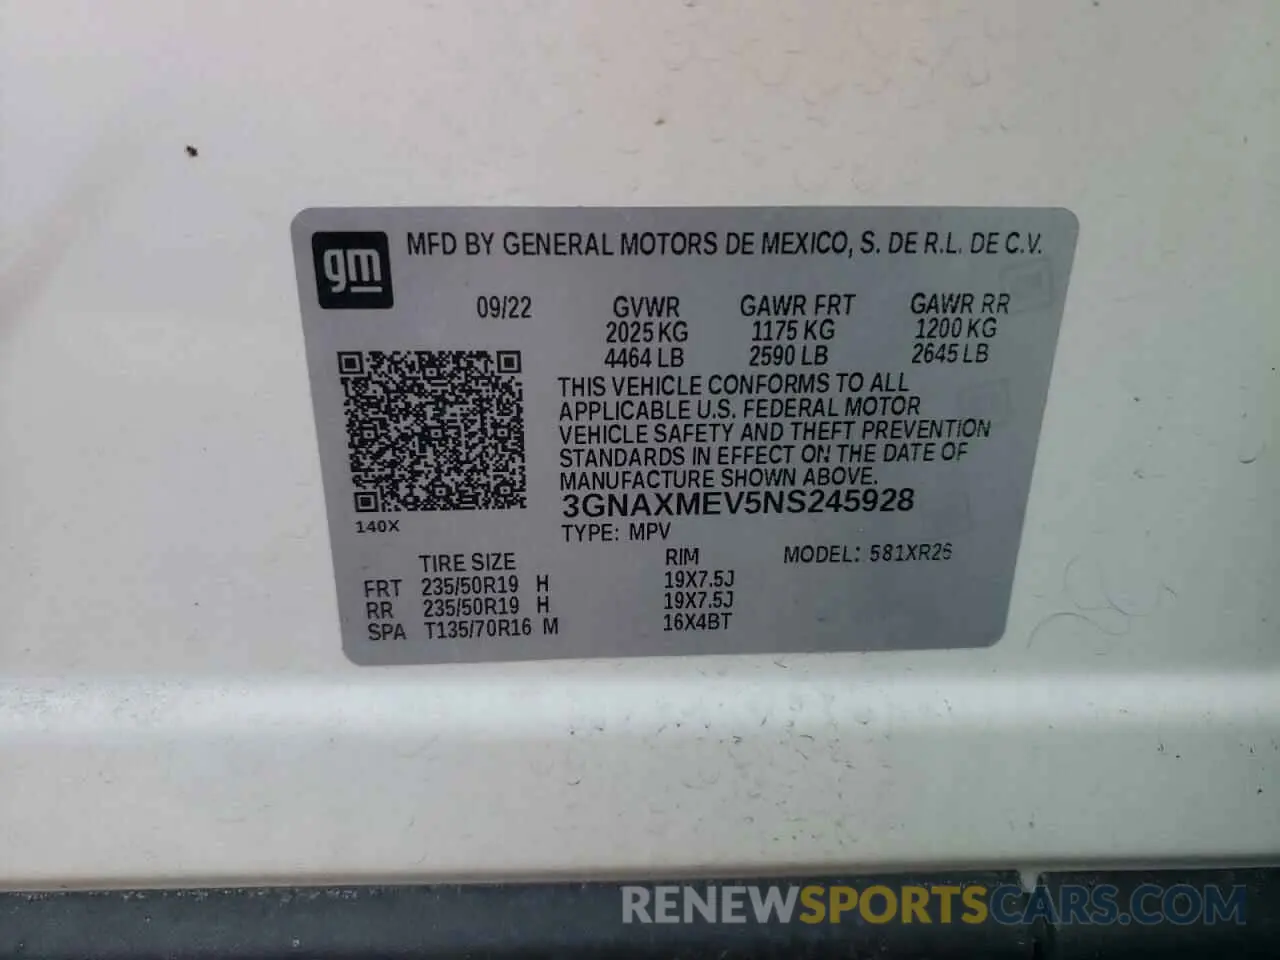 gm
MFD BY GENERAL MOTORS DE MEXICO, S. DE R.L. DE C.V.
09/22 GVWR GAWR FRT GAWR RR
2025 KG 1175 KG 1200 KG
4464 LB 2590 LB 2645 LB
THIS VEHICLE CONFORMS TO ALL
APPLICABLE U.S. FEDERAL MOTOR
VEHICLE SAFETY AND THEFT PREVENTION
STANDARDS IN EFFECT ON THE DATE OF
MANUFACTURE SHOWN ABOVE.
3GNAXMEV5NS245928
140X
TYPE: MPV
TIRE SIZE RIM MODEL: 581XR26
FRT 235/50R19 H 19X7.5J
RR 235/50R19 H 19X7.5J
SPA T135/70R16 M 16X4BT
RENEWSPORTSCARS.COM